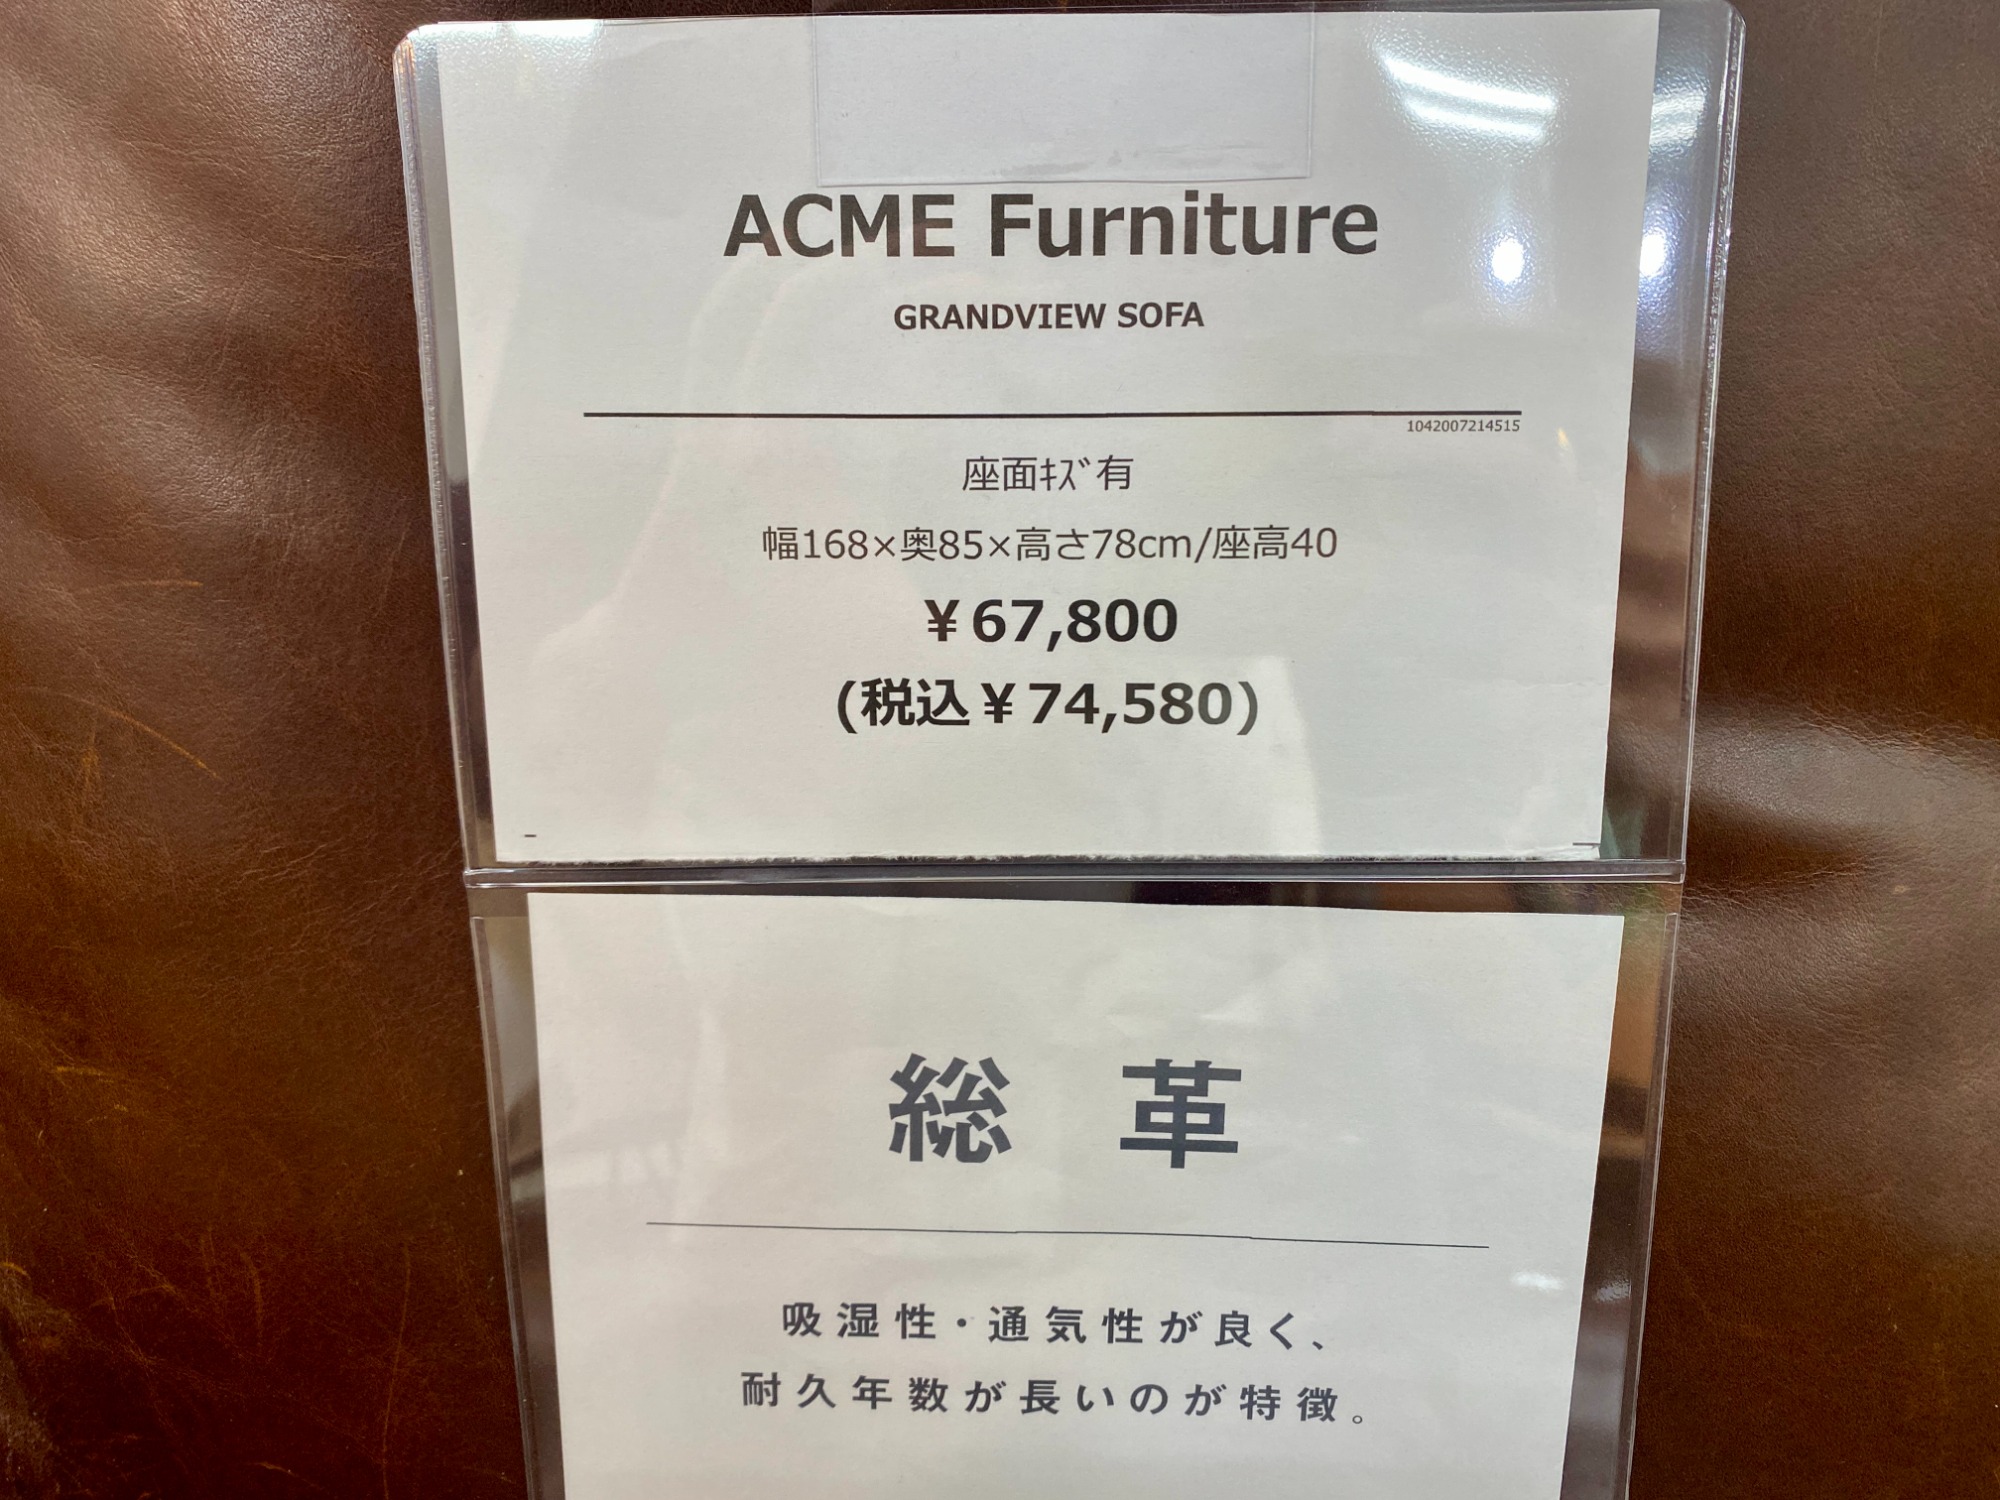 ACME Furniture
GRANDVIEW SOFA
1042007214515
座面ｷｽﾞ有
幅168×奥85×高さ78cm/座高40
￥67,800
(税込￥74,580)
総 革
吸湿性・通気性が良く、
耐久年数が長いのが特徴。